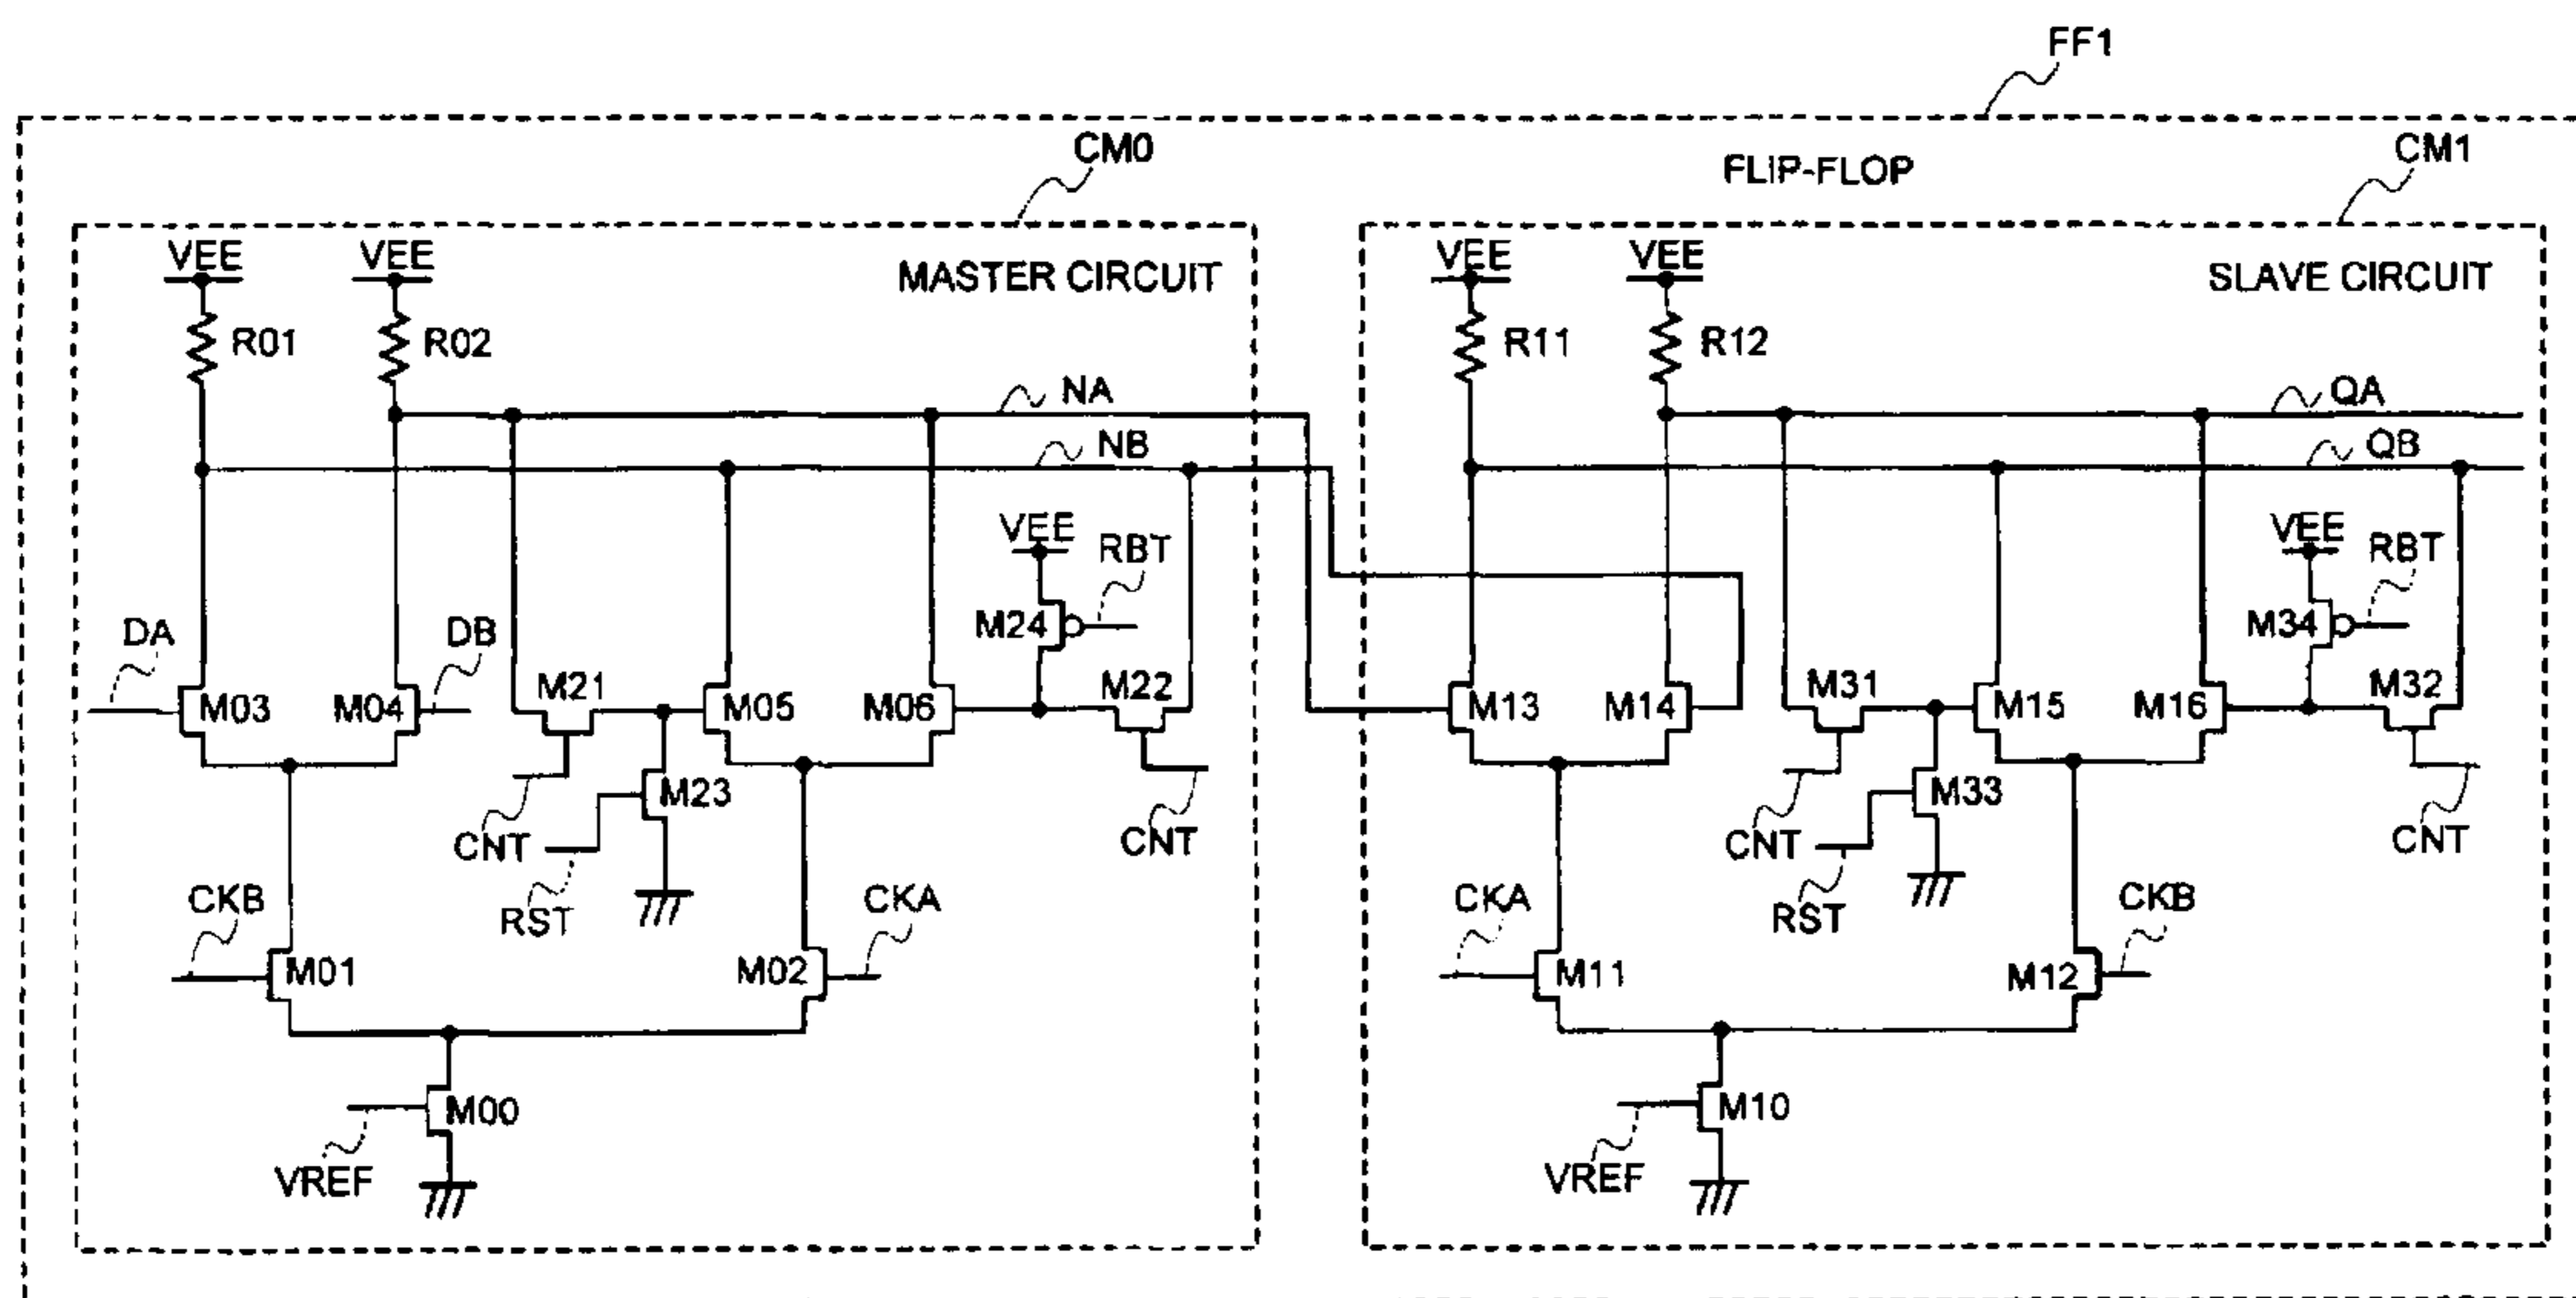 FF1
CM0
FLIP-FLOP
CM1
VEE
VEE
MASTER CIRCUIT
VEE
VEE
SLAVE CIRCUIT
R01
R02
R11
R12
NA
QA
NB
QB
VEE
RBT
VEE
RBT
DA
DB
M24
M34
M03
M04
M21
M05
M06
M22
M13
M14
M31
M15
M16
M32
M23
M33
CNT
CNT
CNT
CNT
CKB
RST
CKA
CKA
RST
CKB
M01
M02
M11
M12
M00
M10
VREF
VREF